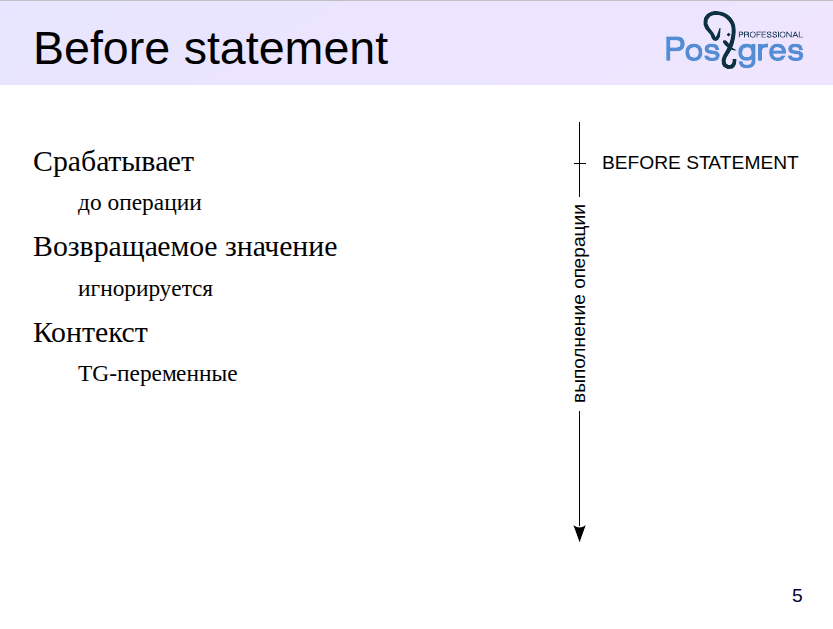 Before statement
PROFESSIONAL
Postgres
Срабатывает
до операции
Возвращаемое значение
игнорируется
Контекст
TG-переменные
BEFORE STATEMENT
выполнение операции
5